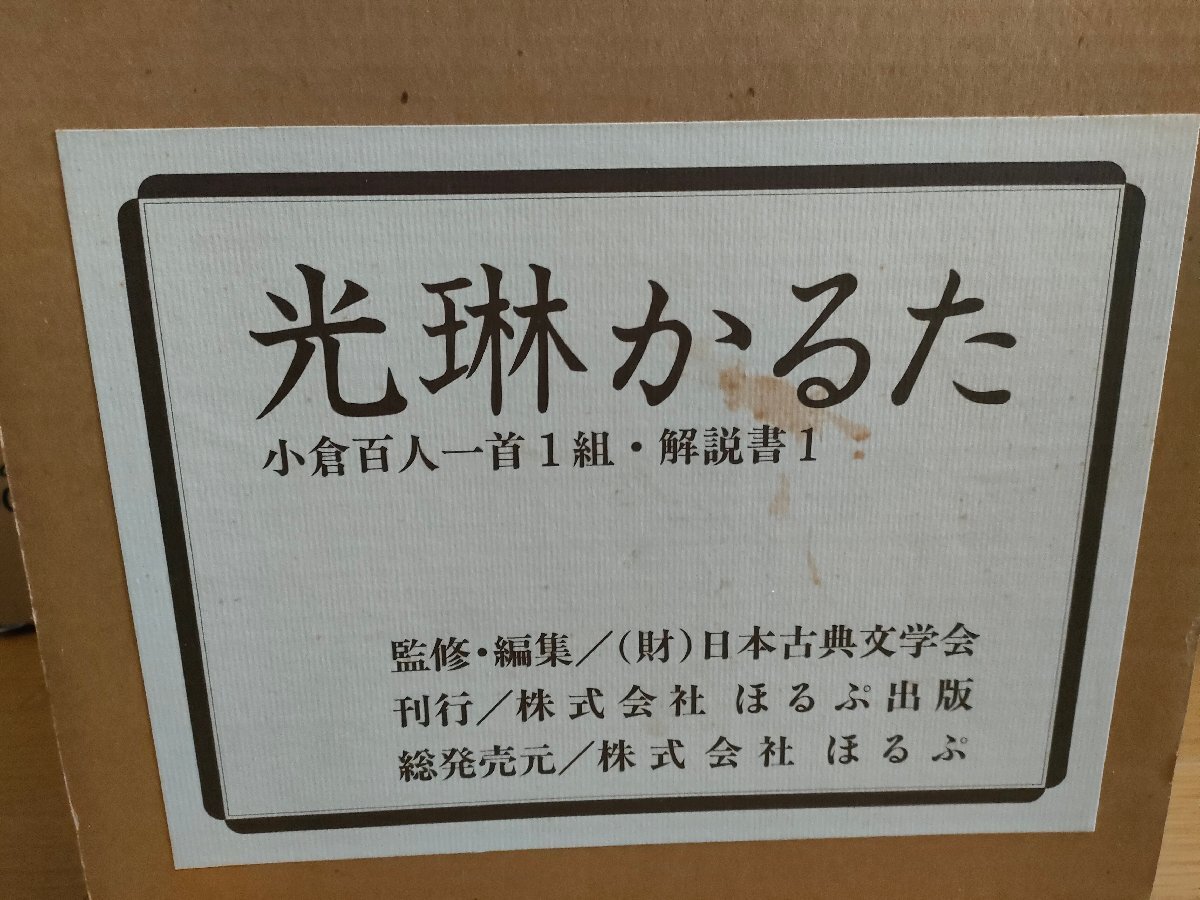 光琳かるた
小倉百人一首1組・解説書1
監修・編集／(財)日本古典文学会
刊行／株式会社 ほるぷ出版
総発売元／株式会社 ほるぷ